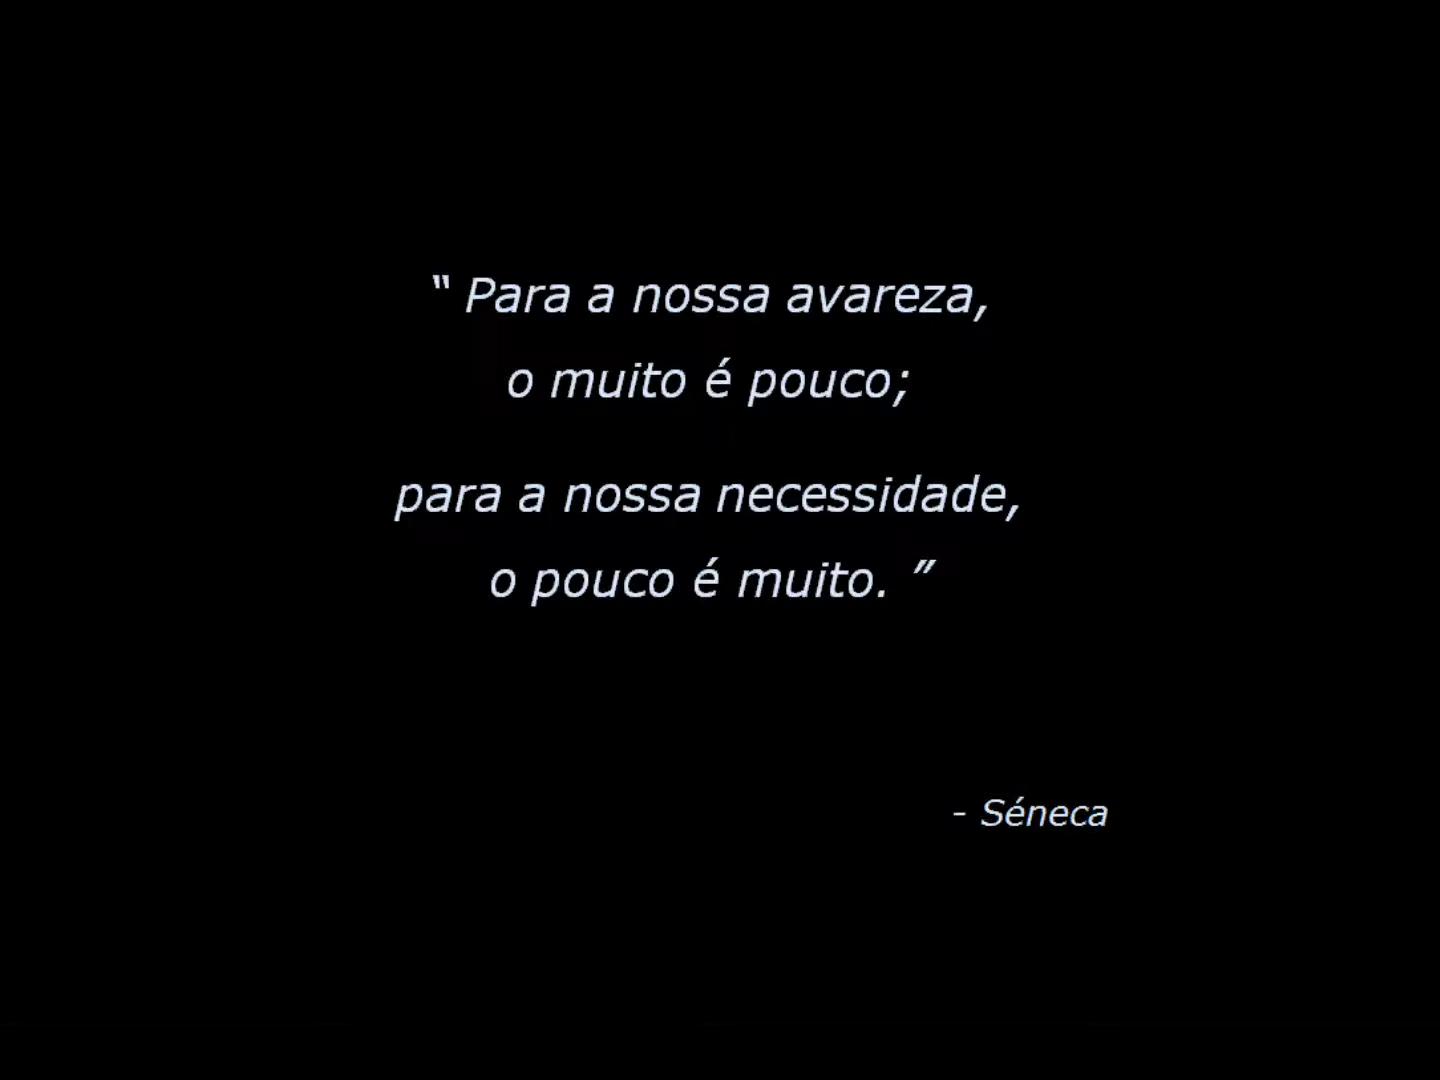 “ Para a nossa avareza,
o muito é pouco;
para a nossa necessidade,
o pouco é muito. ”
- Séneca